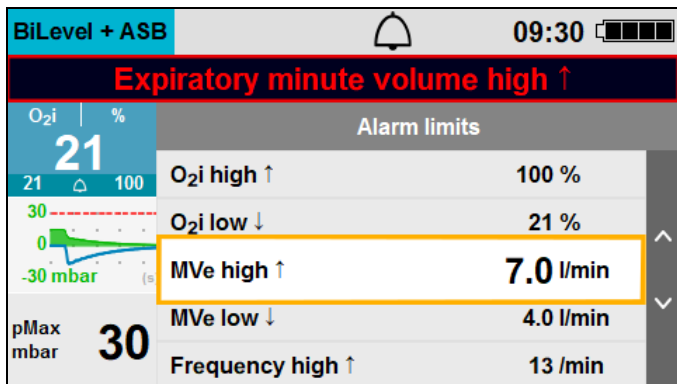 BiLevel + ASB 09:30
Expiratory minute volume high ↑
O₂i %
21
21 100
30
0
-30 mbar (s
pMax
mbar 30
Alarm limits
O₂i high ↑ 100 %
O₂i low ↓ 21 %
MVe high ↑ 7.0 l/min
MVe low ↓ 4.0 l/min
Frequency high ↑ 13 /min